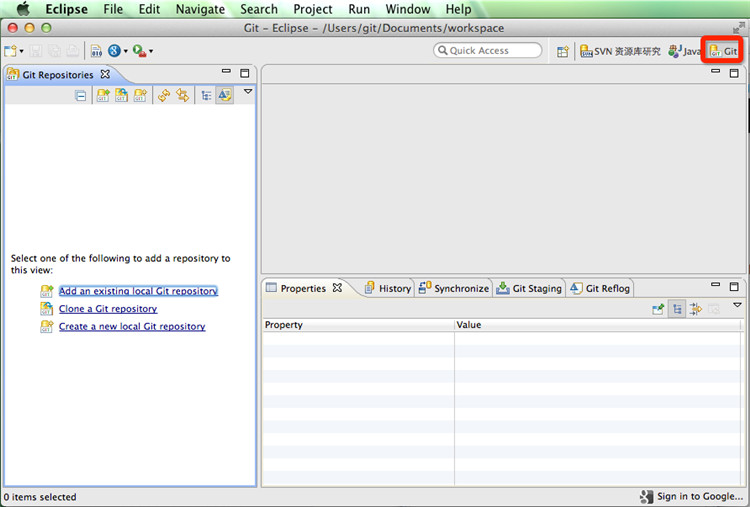 Eclipse File Edit Navigate Search Project Run Window Help
Git – Eclipse – /Users/git/Documents/workspace
Quick Access
SVN 资源库研究 Java Git
Git Repositories
Select one of the following to add a repository to
this view:
Add an existing local Git repository
Clone a Git repository
Create a new local Git repository
Properties History Synchronize Git Staging Git Reflog
Property Value
0 items selected
Sign in to Google...